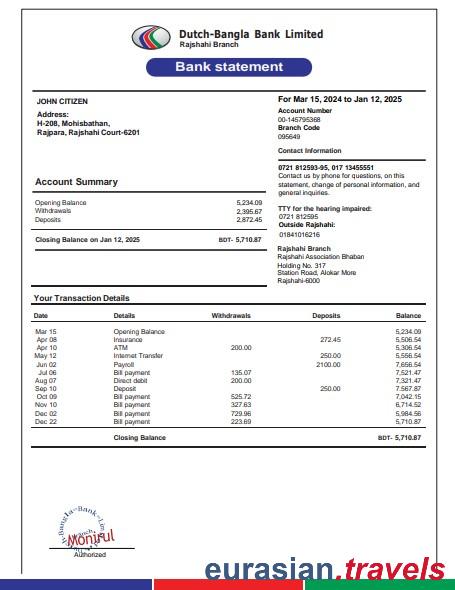 Dutch-Bangla Bank Limited
Rajshahi Branch
Bank statement
JOHN CITIZEN
Address:
H-208, Mohisbathan,
Rajpara, Rajshahi Court-6201
For Mar 15, 2024 to Jan 12, 2025
Account Number
00-145795368
Branch Code
095649
Contact Information
0721 812593-95, 017 13455551
Contact us by phone for questions, on this
statement, change of personal information, and
general inquiries.
TTY for the hearing impaired:
0721 812595
Outside Rajshahi:
01841016216
Rajshahi Branch
Rajshahi Association Bhaban
Holding No. 317
Station Road, Alokar More
Rajshahi-6000
Account Summary
Opening Balance 5,234.09
Withdrawals 2,395.67
Deposits 2,872.45
Closing Balance on Jan 12, 2025 BDT- 5,710.87
Your Transaction Details
Date Details Withdrawals Deposits Balance
Mar 15 Opening Balance 5,234.09
Apr 08 Insurance 272.45 5,506.54
Apr 10 ATM 200.00 5,306.54
May 12 Internet Transfer 250.00 5,556.54
Jun 02 Payroll 2100.00 7,656.54
Jul 06 Bill payment 135.07 7,521.47
Aug 07 Direct debit 200.00 7,321.47
Sep 10 Deposit 250.00 7,567.87
Oct 09 Bill payment 525.72 7,042.15
Nov 10 Bill payment 327.63 6,714.52
Dec 02 Bill payment 729.96 5,984.56
Dec 22 Bill payment 223.69 5,710.87
Closing Balance BDT- 5,710.87
Monirul
Authorized
eurasian.travels